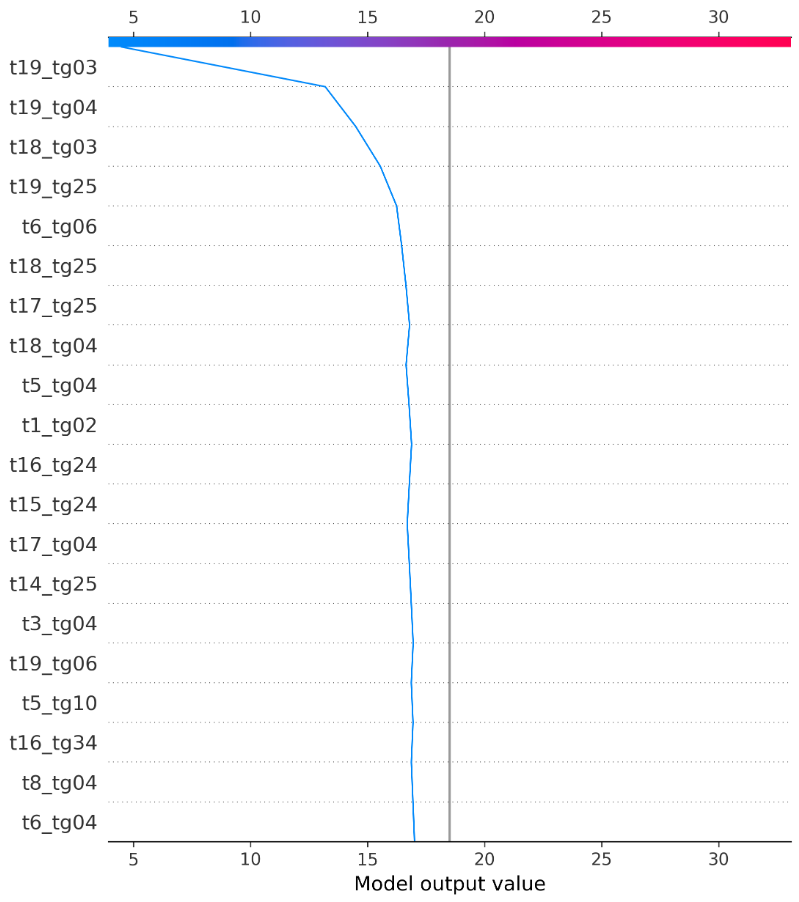 5 10 15 20 25 30
t19_tg03
t19_tg04
t18_tg03
t19_tg25
t6_tg06
t18_tg25
t17_tg25
t18_tg04
t5_tg04
t1_tg02
t16_tg24
t15_tg24
t17_tg04
t14_tg25
t3_tg04
t19_tg06
t5_tg10
t16_tg34
t8_tg04
t6_tg04
5 10 15 20 25 30
Model output value